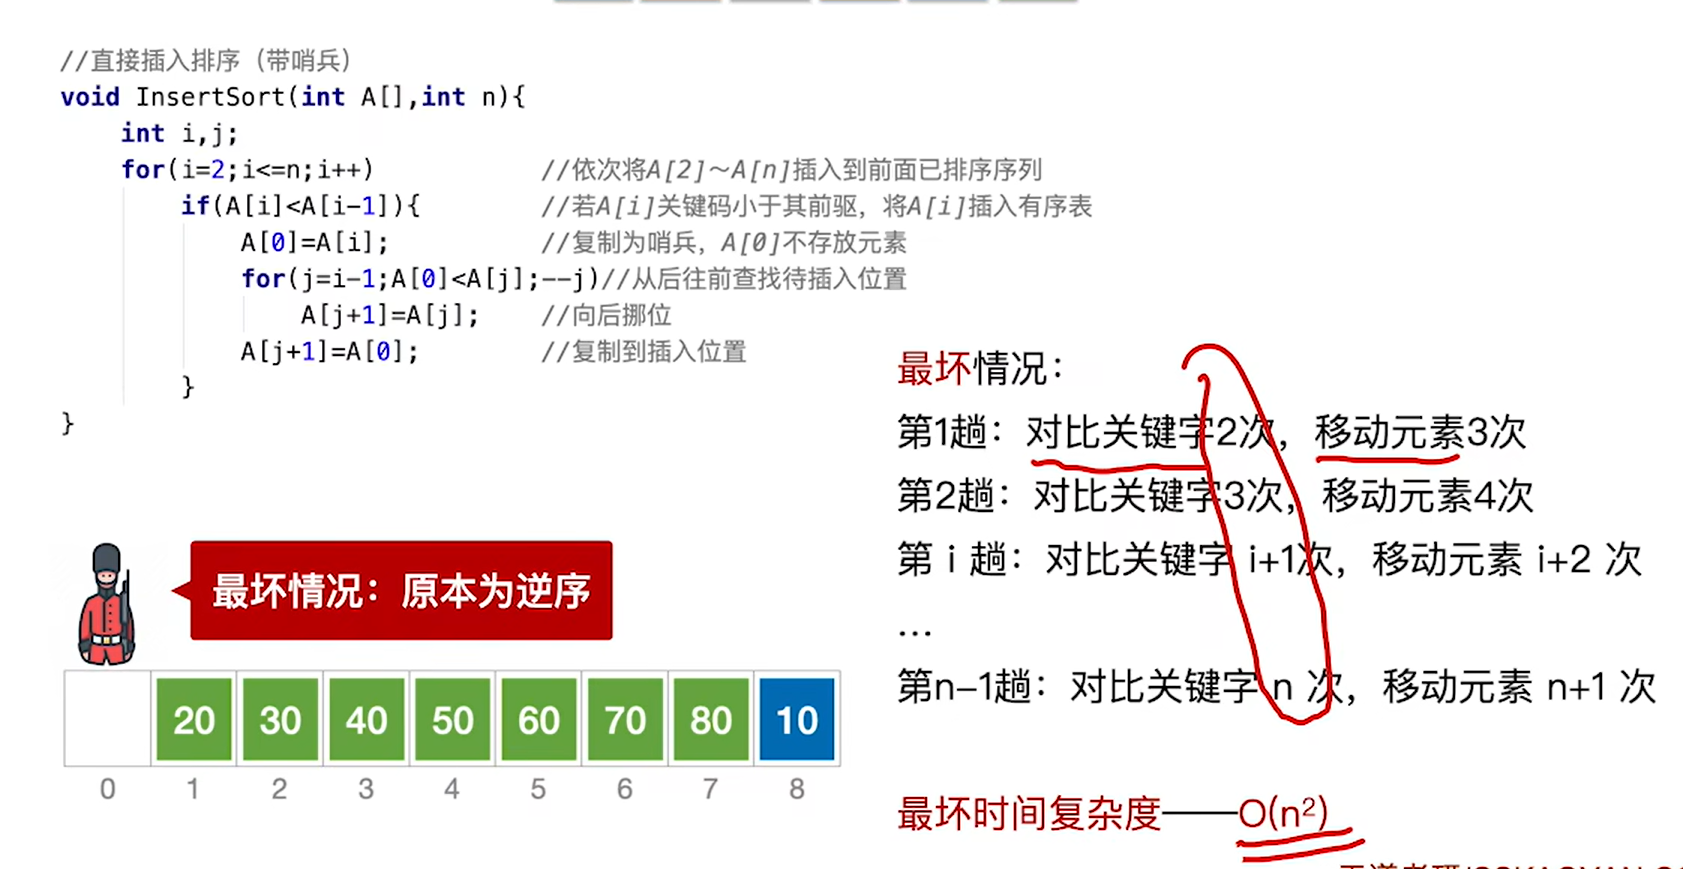 //直接插入排序（带哨兵）
void InsertSort(int A[],int n){
int i,j;
for(i=2;i<=n;i++) //依次将A[2]～A[n]插入到前面已排序序列
if(A[i]<A[i-1]){ //若A[i]关键码小于其前驱，将A[i]插入有序表
A[0]=A[i]; //复制为哨兵，A[0]不存放元素
for(j=i-1;A[0]<A[j];--j)//从后往前查找待插入位置
A[j+1]=A[j]; //向后挪位
A[j+1]=A[0]; //复制到插入位置
}
}
最坏情况：
第1趟：对比关键字2次，移动元素3次
第2趟：对比关键字3次，移动元素4次
第 i 趟：对比关键字 i+1次，移动元素 i+2 次
…
第n-1趟：对比关键字 n 次，移动元素 n+1 次
最坏时间复杂度——O(n²)
最坏情况：原本为逆序
20 30 40 50 60 70 80 10
0 1 2 3 4 5 6 7 8